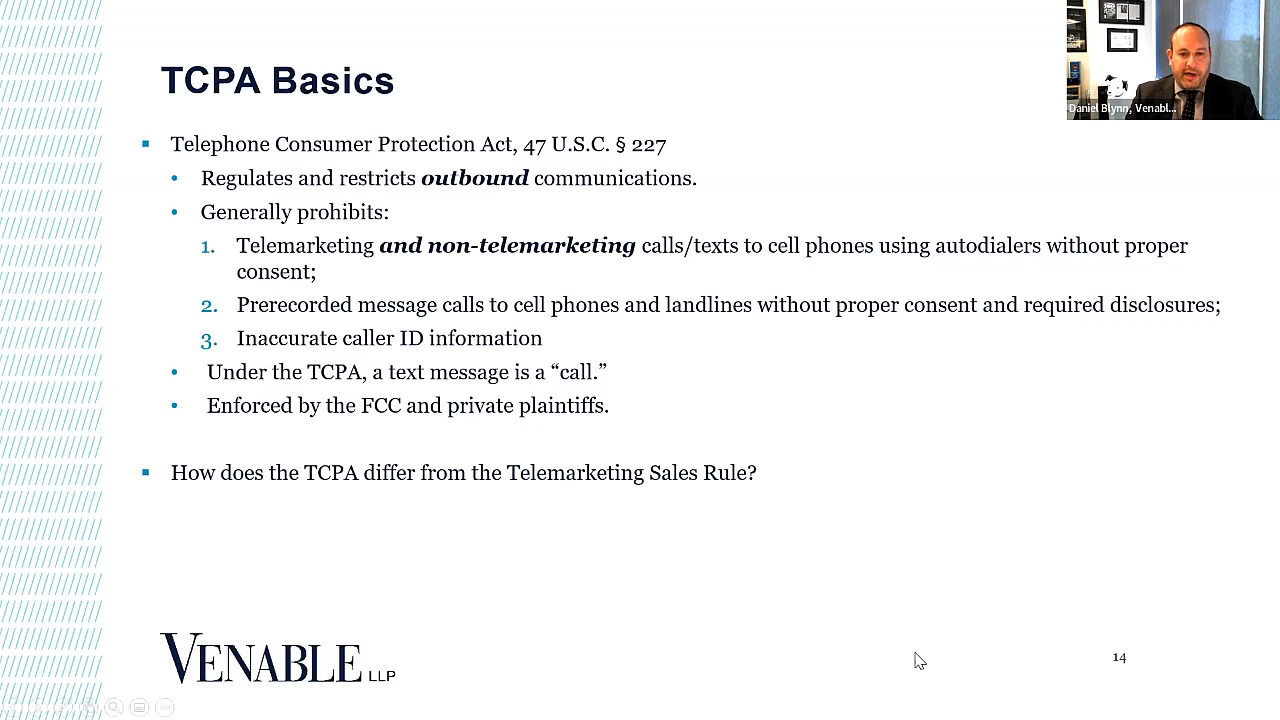 TCPA Basics
Daniel Blynn, Venabl...
▪ Telephone Consumer Protection Act, 47 U.S.C. § 227
• Regulates and restricts outbound communications.
• Generally prohibits:
1. Telemarketing and non-telemarketing calls/texts to cell phones using autodialers without proper
consent;
2. Prerecorded message calls to cell phones and landlines without proper consent and required disclosures;
3. Inaccurate caller ID information
• Under the TCPA, a text message is a “call.”
• Enforced by the FCC and private plaintiffs.
▪ How does the TCPA differ from the Telemarketing Sales Rule?
VENABLE LLP
14